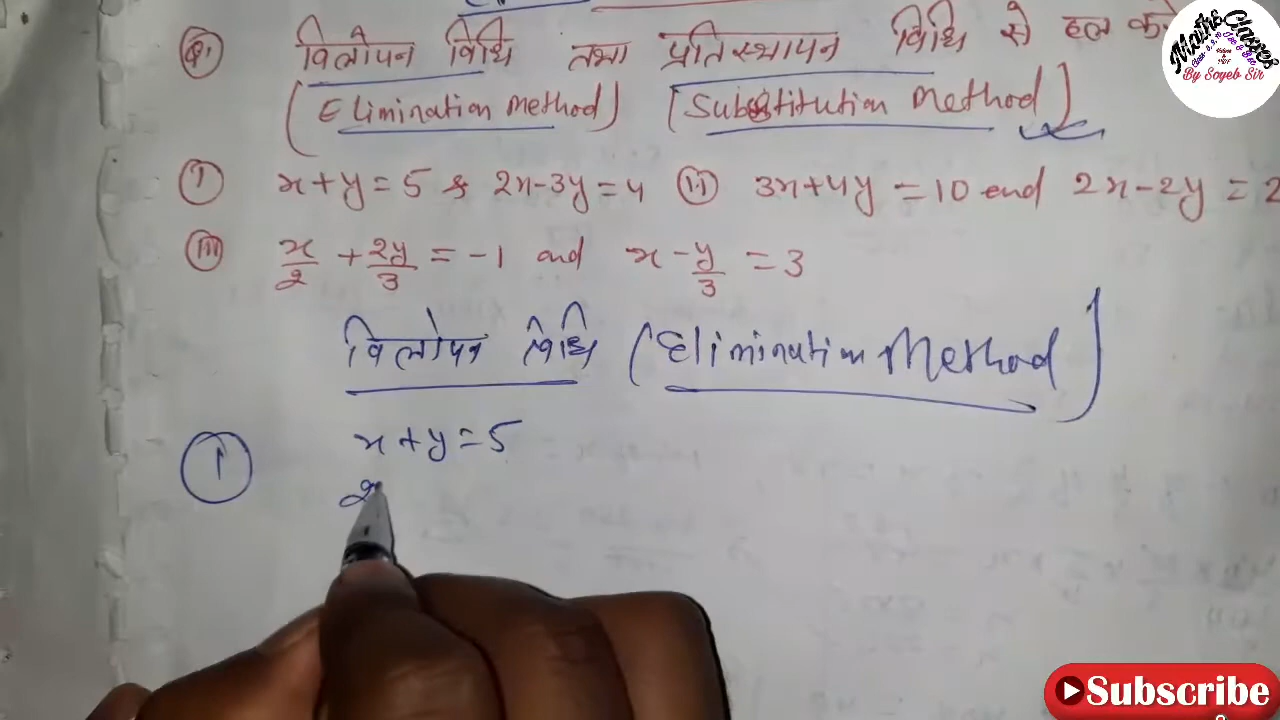 Q1 विलोपन विधि तथा प्रतिस्थापन विधि से हल करो
(Elimination Method) (Substitution Method)
(I) x+y=5 & 2x-3y=4 (II) 3x+4y=10 and 2x-2y=2
(III) x/2 + 2y/3 = -1 and x - y/3 = 3
विलोपन विधि (Elimination Method)
(1) x+y=5
2
Maths Classes
By Soyeb Sir
Subscribe